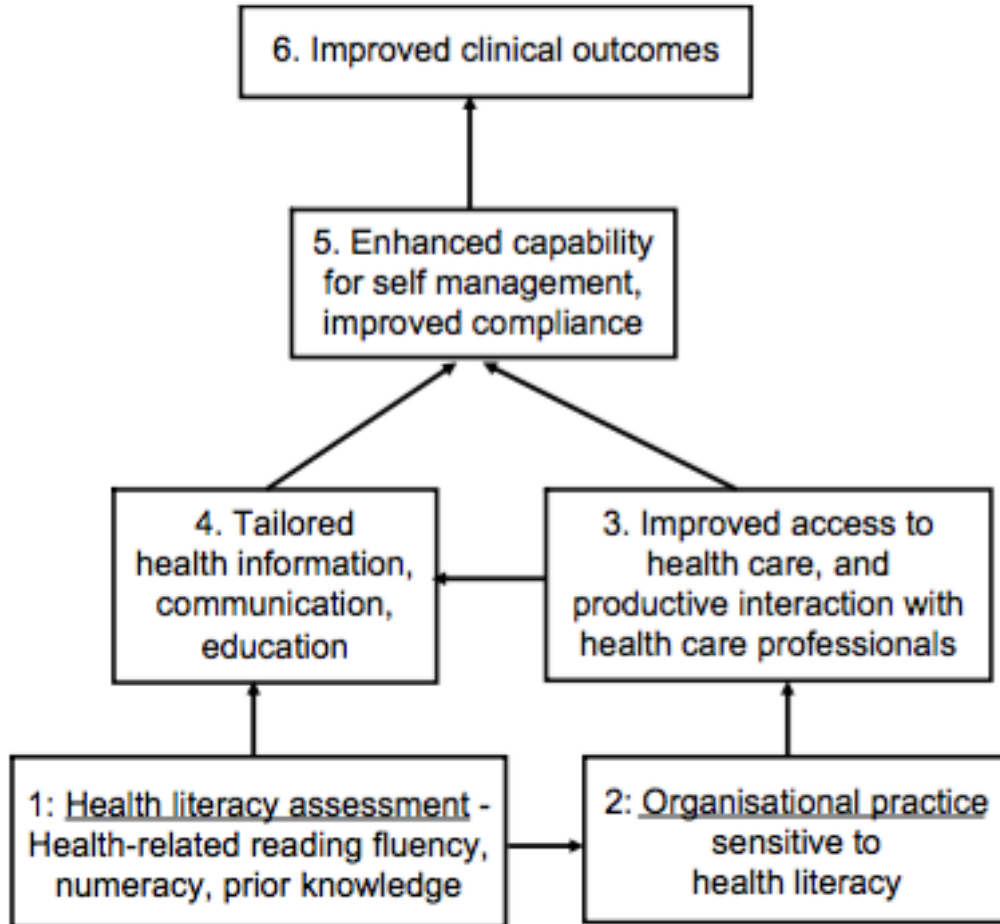 6. Improved clinical outcomes
5. Enhanced capability
for self management,
improved compliance
4. Tailored
health information,
communication,
education
3. Improved access to
health care, and
productive interaction with
health care professionals
1: Health literacy assessment -
Health-related reading fluency,
numeracy, prior knowledge
2: Organisational practice
sensitive to
health literacy